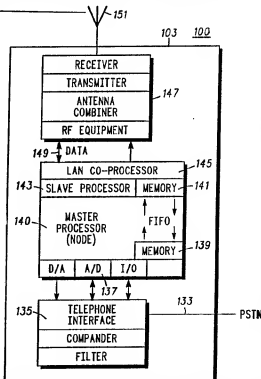 151
103 100
RECEIVER
TRANSMITTER
ANTENNA
COMBINER
147
RF EQUIPMENT
149 DATA
LAN CO-PROCESSOR 145
143 SLAVE PROCESSOR MEMORY 141
FIFO
140 MASTER
PROCESSOR
(NODE)
MEMORY 139
D/A A/D I/O
137
133
135 TELEPHONE
INTERFACE
PSTN
COMPANDER
FILTER